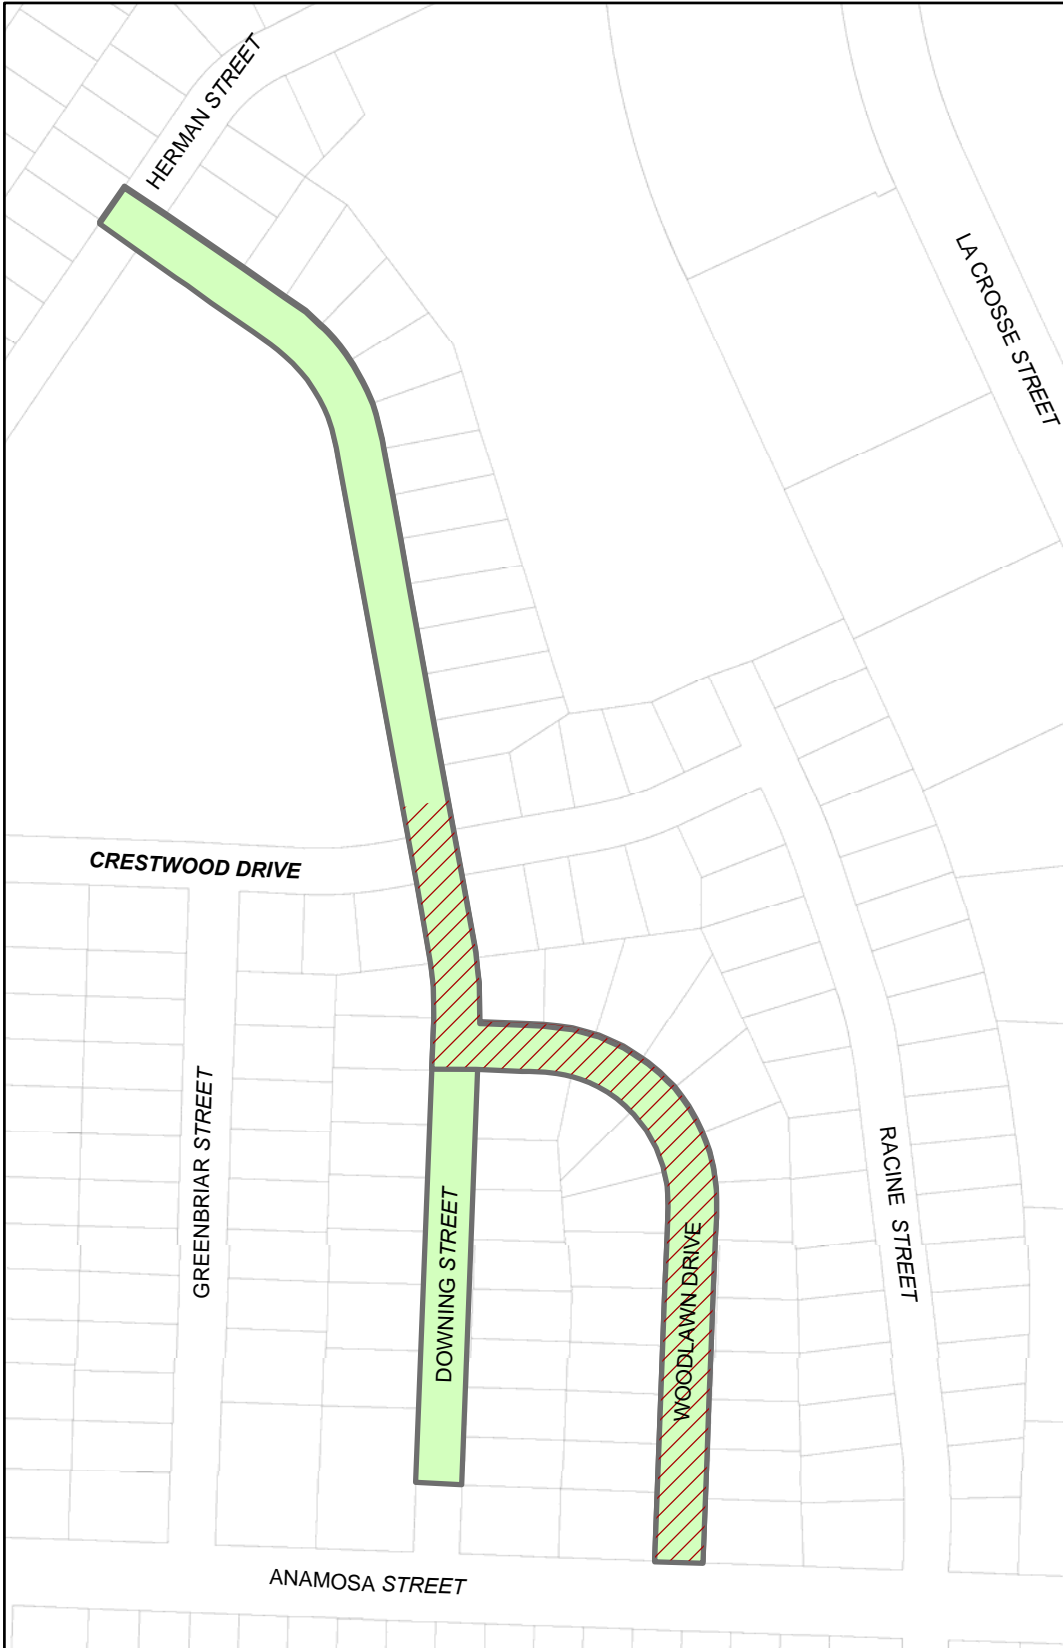 HERMAN STREET
LA CROSSE STREET
CRESTWOOD DRIVE
GREENBRIAR STREET
DOWNING STREET
WOODLAWN DRIVE
RACINE STREET
ANAMOSA STREET